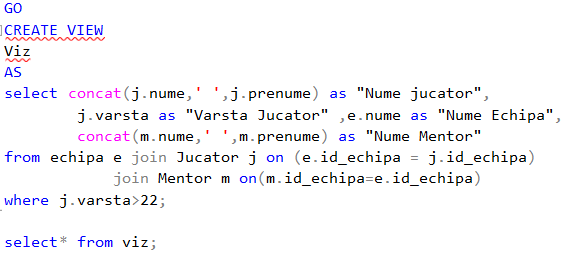 GO
CREATE VIEW
Viz
AS
select concat(j.nume,' ',j.prenume) as "Nume jucator",
j.varsta as "Varsta Jucator" ,e.nume as "Nume Echipa",
concat(m.nume,' ',m.prenume) as "Nume Mentor"
from echipa e join Jucator j on (e.id_echipa = j.id_echipa)
join Mentor m on(m.id_echipa=e.id_echipa)
where j.varsta>22;
select* from viz;